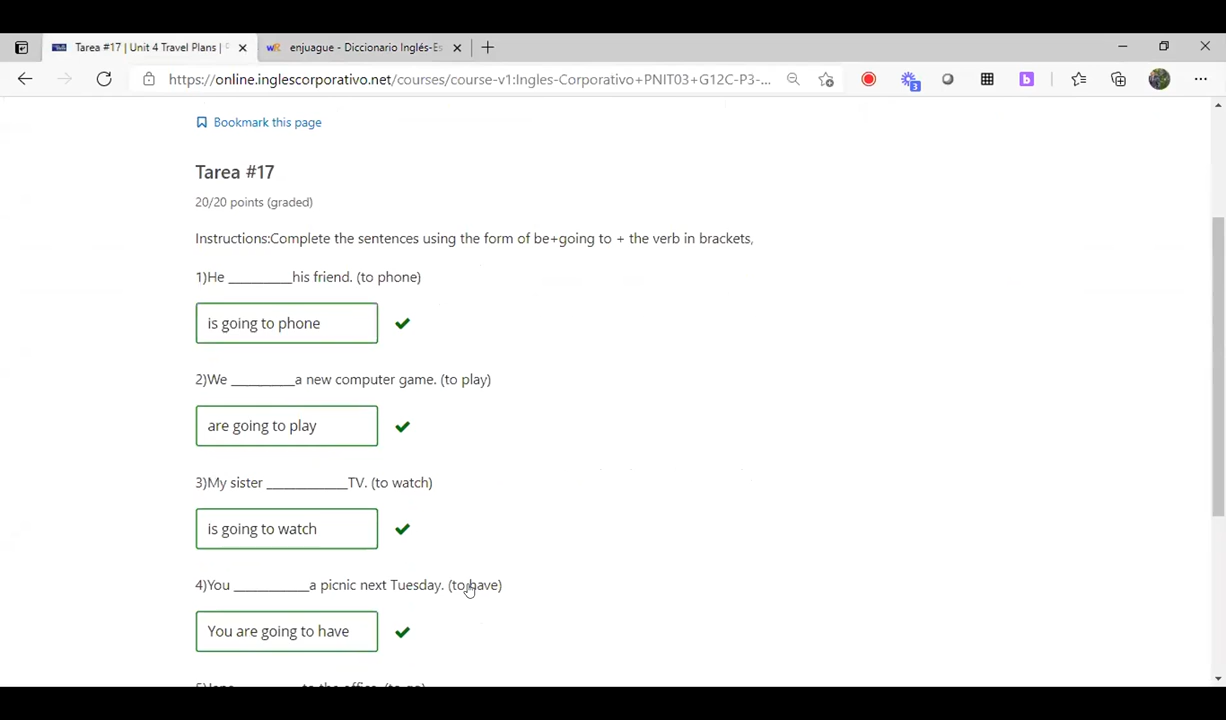 Tarea #17 | Unit 4 Travel Plans |
enjuague - Diccionario Inglés-Es
https://online.inglescorporativo.net/courses/course-v1:Ingles-Corporativo+PNIT03+G12C-P3-...
3
b
Bookmark this page
Tarea #17
20/20 points (graded)
Instructions:Complete the sentences using the form of be+going to + the verb in brackets,
1)He __________his friend. (to phone)
is going to phone
2)We __________a new computer game. (to play)
are going to play
3)My sister _____________TV. (to watch)
is going to watch
4)You ____________a picnic next Tuesday. (to have)
You are going to have